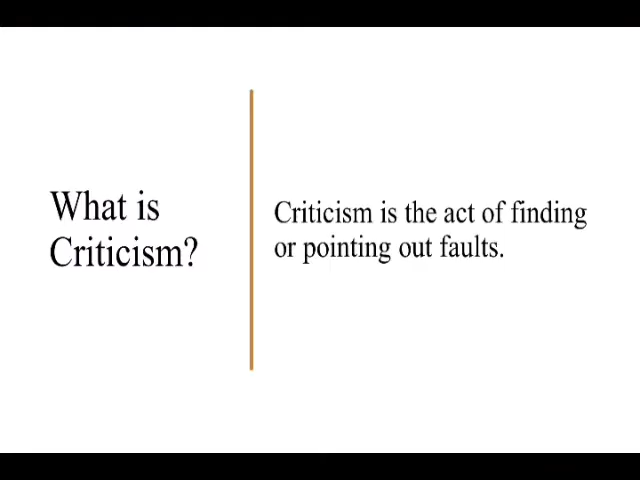 What is
Criticism?
Criticism is the act of finding
or pointing out faults.